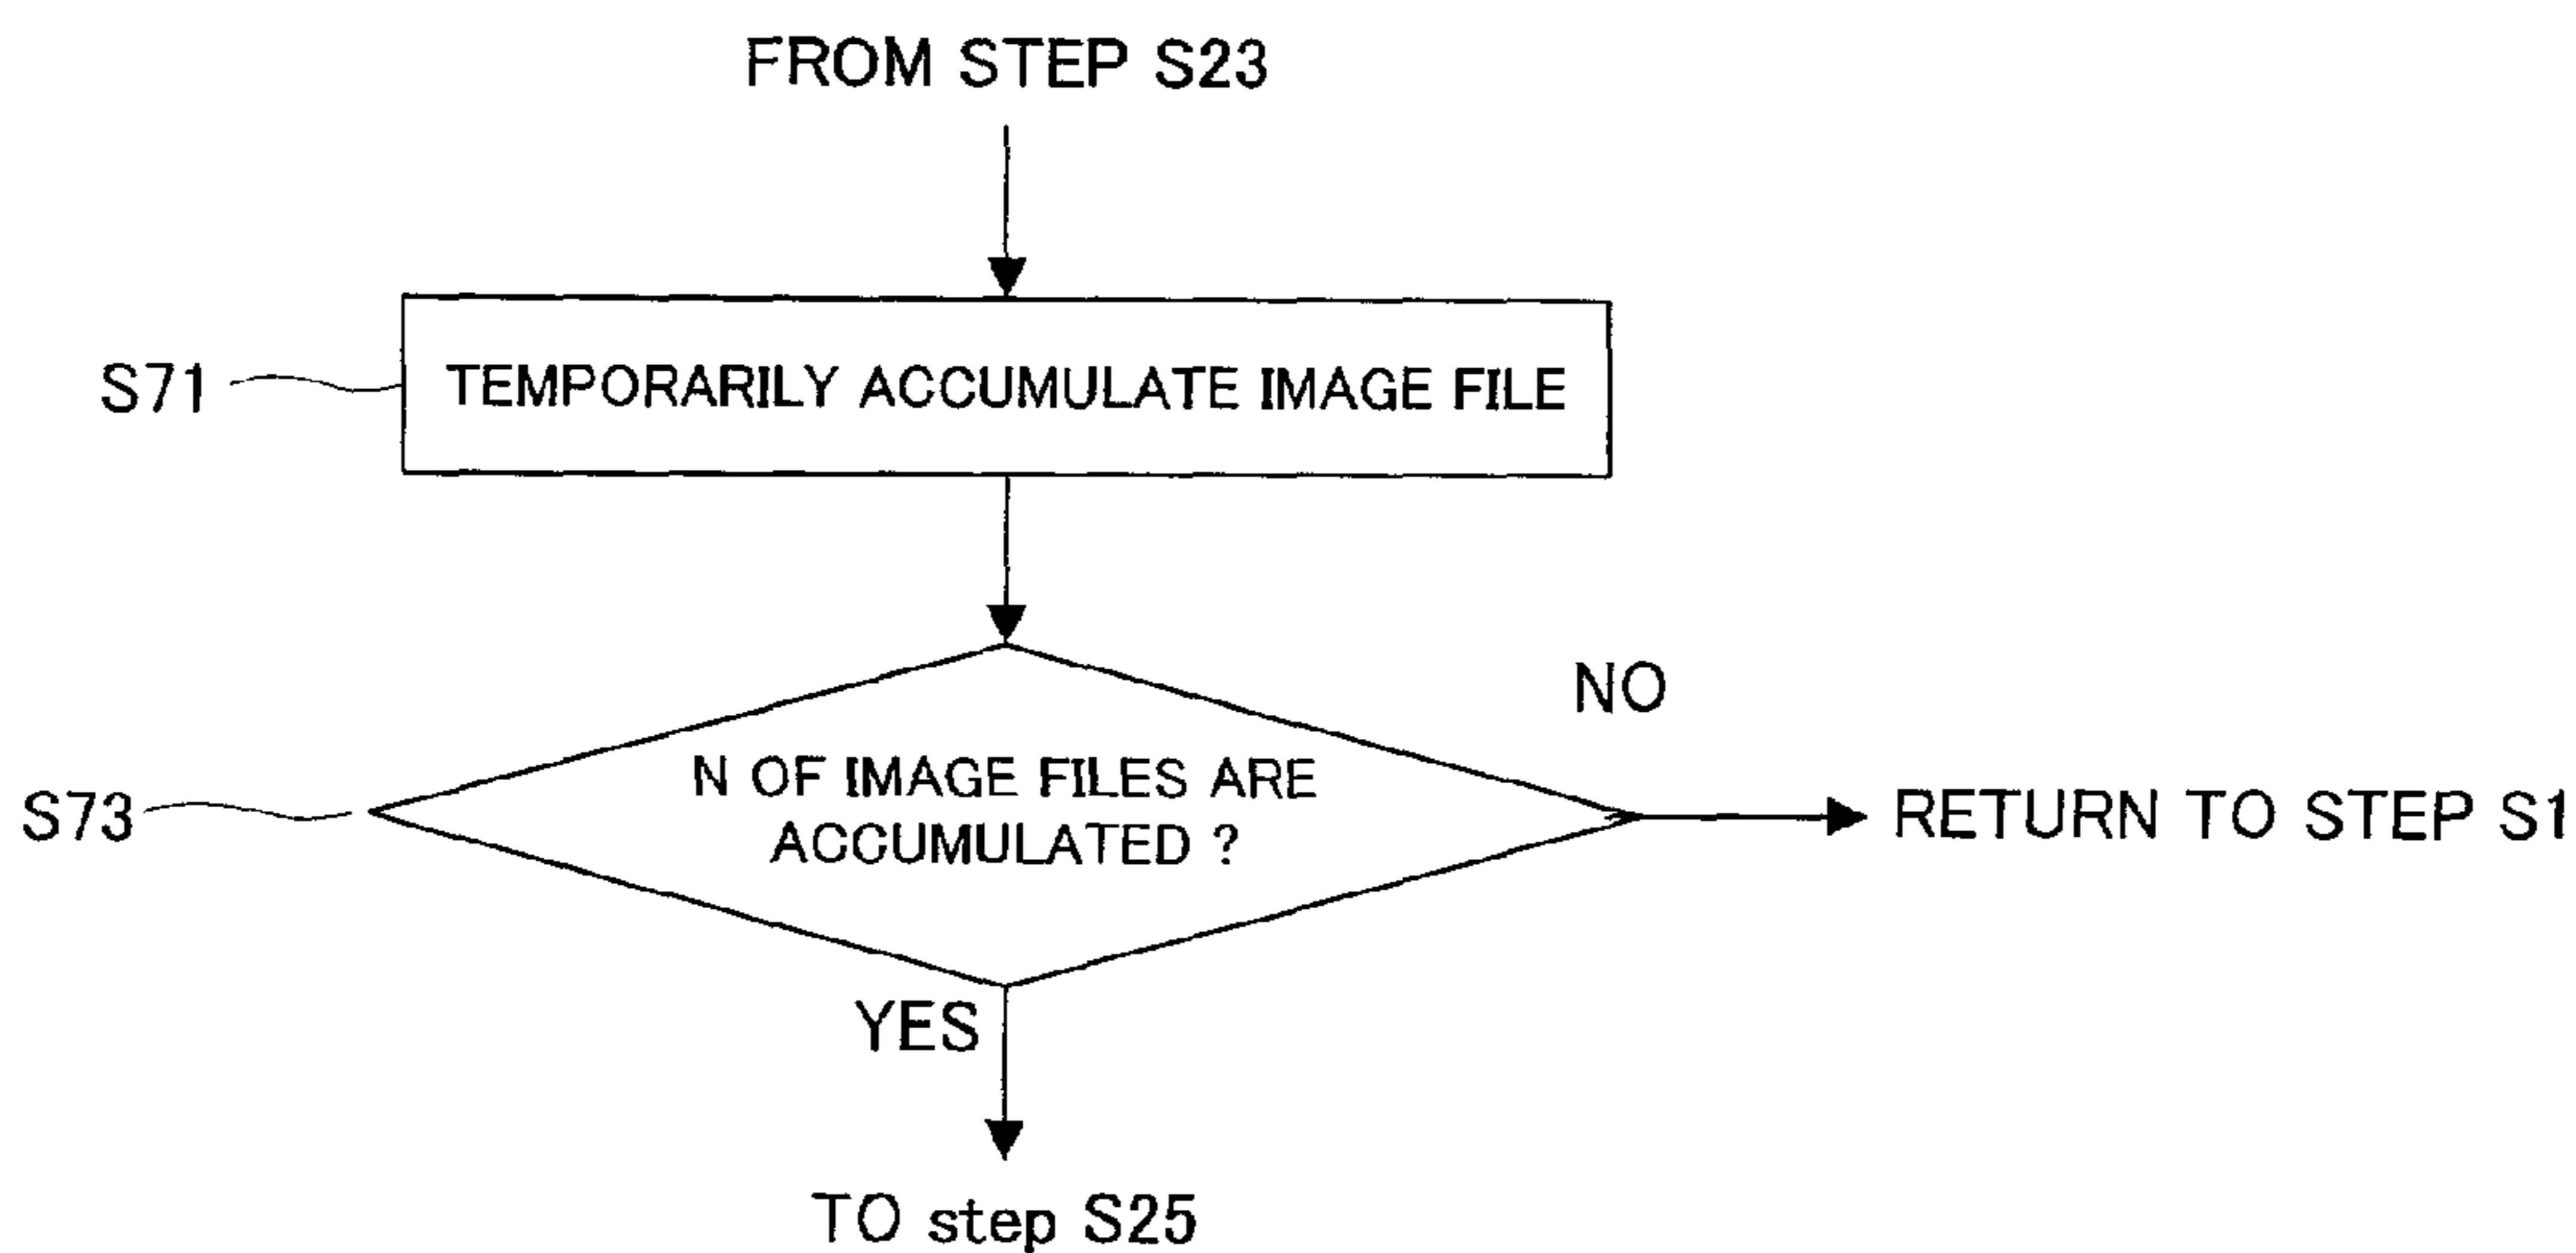 FROM STEP S23
S71
TEMPORARILY ACCUMULATE IMAGE FILE
NO
S73
N OF IMAGE FILES ARE
ACCUMULATED ?
RETURN TO STEP S1
YES
TO step S25